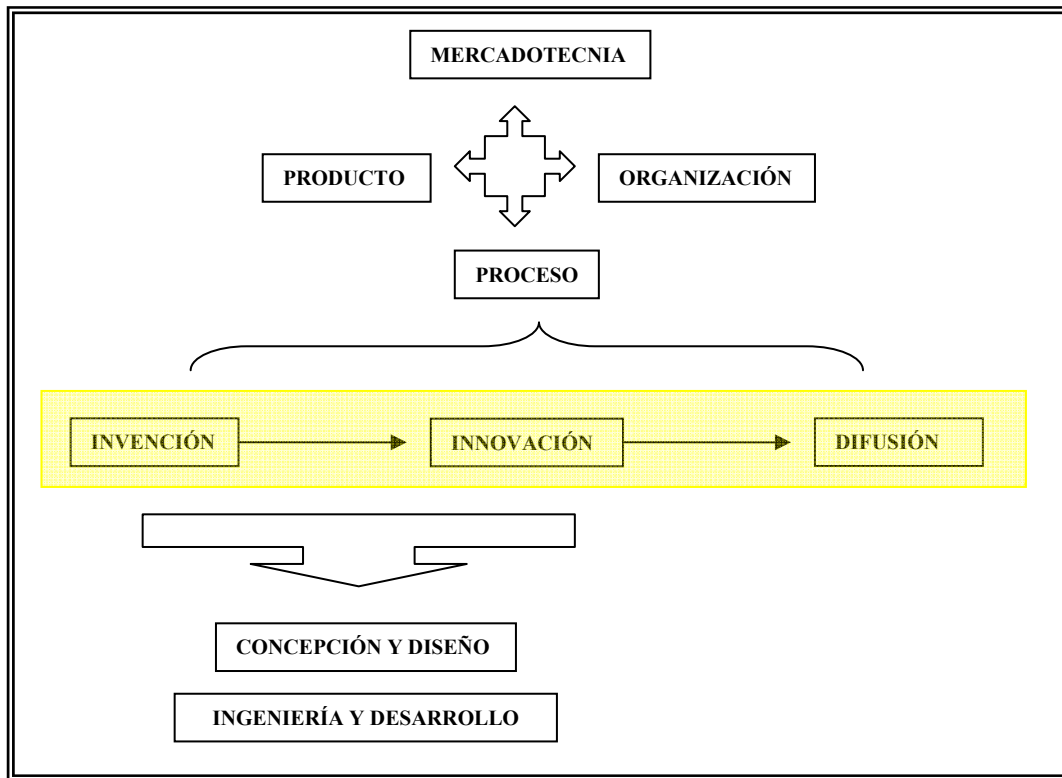 MERCADOTECNIA
PRODUCTO
ORGANIZACIÓN
PROCESO
INVENCIÓN
INNOVACIÓN
DIFUSIÓN
CONCEPCIÓN Y DISEÑO
INGENIERÍA Y DESARROLLO